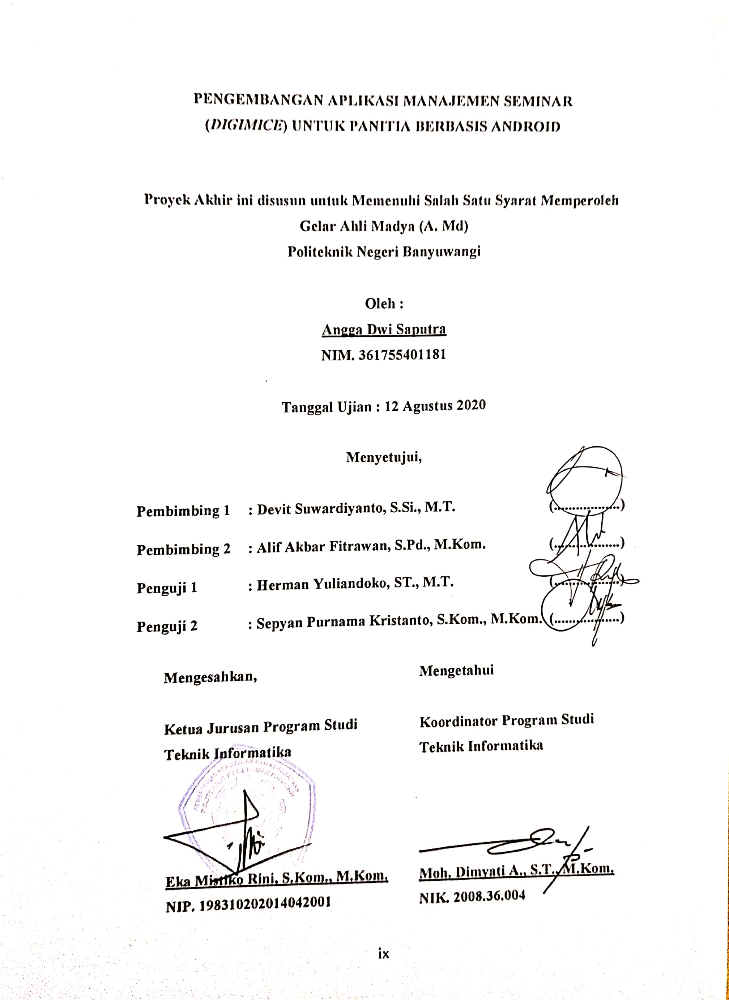 PENGEMBANGAN APLIKASI MANAJEMEN SEMINAR
(DIGIMICE) UNTUK PANITIA BERBASIS ANDROID
Proyek Akhir ini disusun untuk Memenuhi Salah Satu Syarat Memperoleh
Gelar Ahli Madya (A. Md)
Politeknik Negeri Banyuwangi
Oleh :
Angga Dwi Saputra
NIM. 361755401181
Tanggal Ujian : 12 Agustus 2020
Menyetujui,
Pembimbing 1 : Devit Suwardiyanto, S.Si., M.T. (..................)
Pembimbing 2 : Alif Akbar Fitrawan, S.Pd., M.Kom. (..................)
Penguji 1 : Herman Yuliandoko, ST., M.T. (..................)
Penguji 2 : Sepyan Purnama Kristanto, S.Kom., M.Kom. (..................)
Mengesahkan,
Ketua Jurusan Program Studi
Teknik Informatika
POLITEKNIK NEGERI BANYUWANGI
Eka Mistiko Rini, S.Kom., M.Kom.
NIP. 198310202014042001
Mengetahui
Koordinator Program Studi
Teknik Informatika
Moh. Dimyati A., S.T., M.Kom.
NIK. 2008.36.004
ix